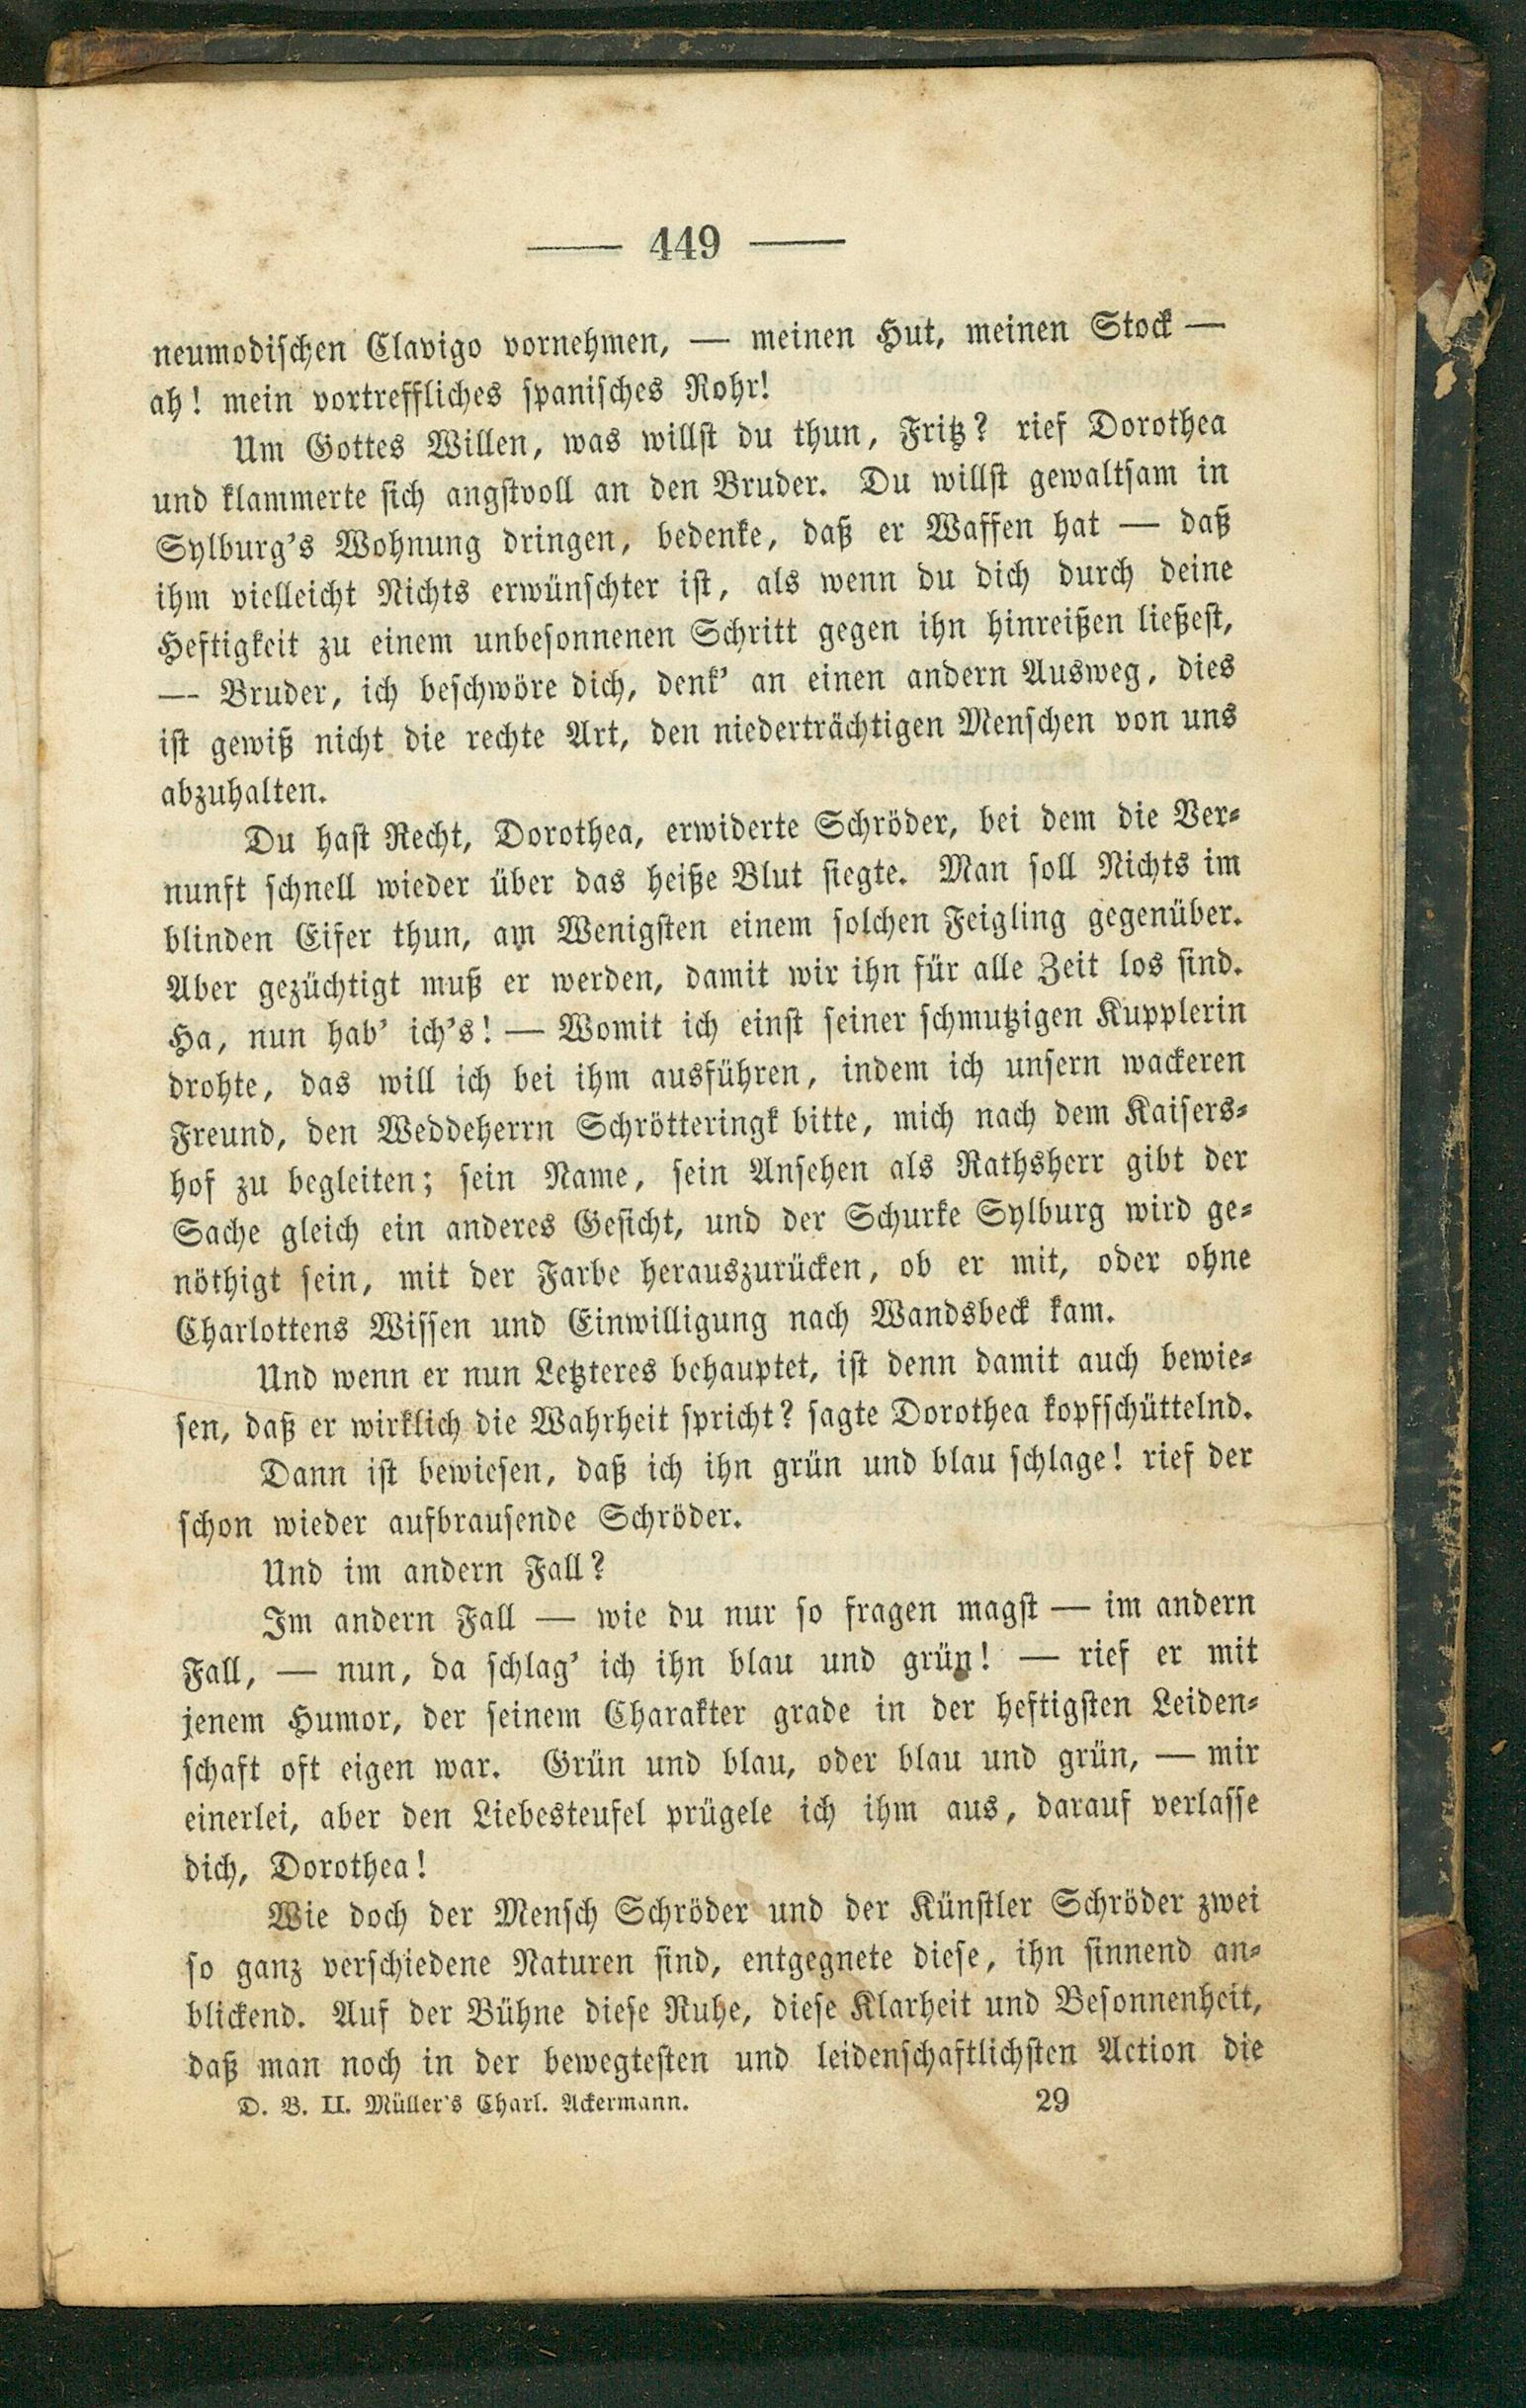 — 449 —
neumodischen Clavigo vornehmen, — meinen Hut, meinen Stock —
ah! mein vortreffliches spanisches Rohr!
Um Gottes Willen, was willst du thun, Fritz? rief Dorothea
und klammerte sich angstvoll an den Bruder. Du willst gewaltsam in
Sylburg's Wohnung dringen, bedenke, daß er Waffen hat — daß
ihm vielleicht Nichts erwünschter ist, als wenn du dich durch deine
Heftigkeit zu einem unbesonnenen Schritt gegen ihn hinreißen ließest,
— Bruder, ich beschwöre dich, denk' an einen andern Ausweg, dies
ist gewiß nicht die rechte Art, den niederträchtigen Menschen von uns
abzuhalten.
Du hast Recht, Dorothea, erwiderte Schröder, bei dem die Ver-
nunft schnell wieder über das heiße Blut siegte. Man soll Nichts im
blinden Eifer thun, am Wenigsten einem solchen Feigling gegenüber.
Aber gezüchtigt muß er werden, damit wir ihn für alle Zeit los sind.
Ha, nun hab' ich's! — Womit ich einst seiner schmutzigen Kupplerin
drohte, das will ich bei ihm ausführen, indem ich unsern wackeren
Freund, den Weddeherrn Schrötteringk bitte, mich nach dem Kaisers-
hof zu begleiten; sein Name, sein Ansehen als Rathsherr gibt der
Sache gleich ein anderes Gesicht, und der Schurke Sylburg wird ge-
nöthigt sein, mit der Farbe herauszurücken, ob er mit, oder ohne
Charlottens Wissen und Einwilligung nach Wandsbeck kam.
Und wenn er nun Letzteres behauptet, ist denn damit auch bewie-
sen, daß er wirklich die Wahrheit spricht? sagte Dorothea kopfschüttelnd.
Dann ist bewiesen, daß ich ihn grün und blau schlage! rief der
schon wieder aufbrausende Schröder.
Und im andern Fall?
Im andern Fall — wie du nur so fragen magst — im andern
Fall, — nun, da schlag' ich ihn blau und grün! — rief er mit
jenem Humor, der seinem Charakter grade in der heftigsten Leiden-
schaft oft eigen war. Grün und blau, oder blau und grün, — mir
einerlei, aber den Liebesteufel prügele ich ihm aus, darauf verlasse
dich, Dorothea!
Wie doch der Mensch Schröder und der Künstler Schröder zwei
so ganz verschiedene Naturen sind, entgegnete diese, ihn sinnend an-
blickend. Auf der Bühne diese Ruhe, diese Klarheit und Besonnenheit,
daß man noch in der bewegtesten und leidenschaftlichsten Action die
D. B. II. Müller's Charl. Ackermann. 29